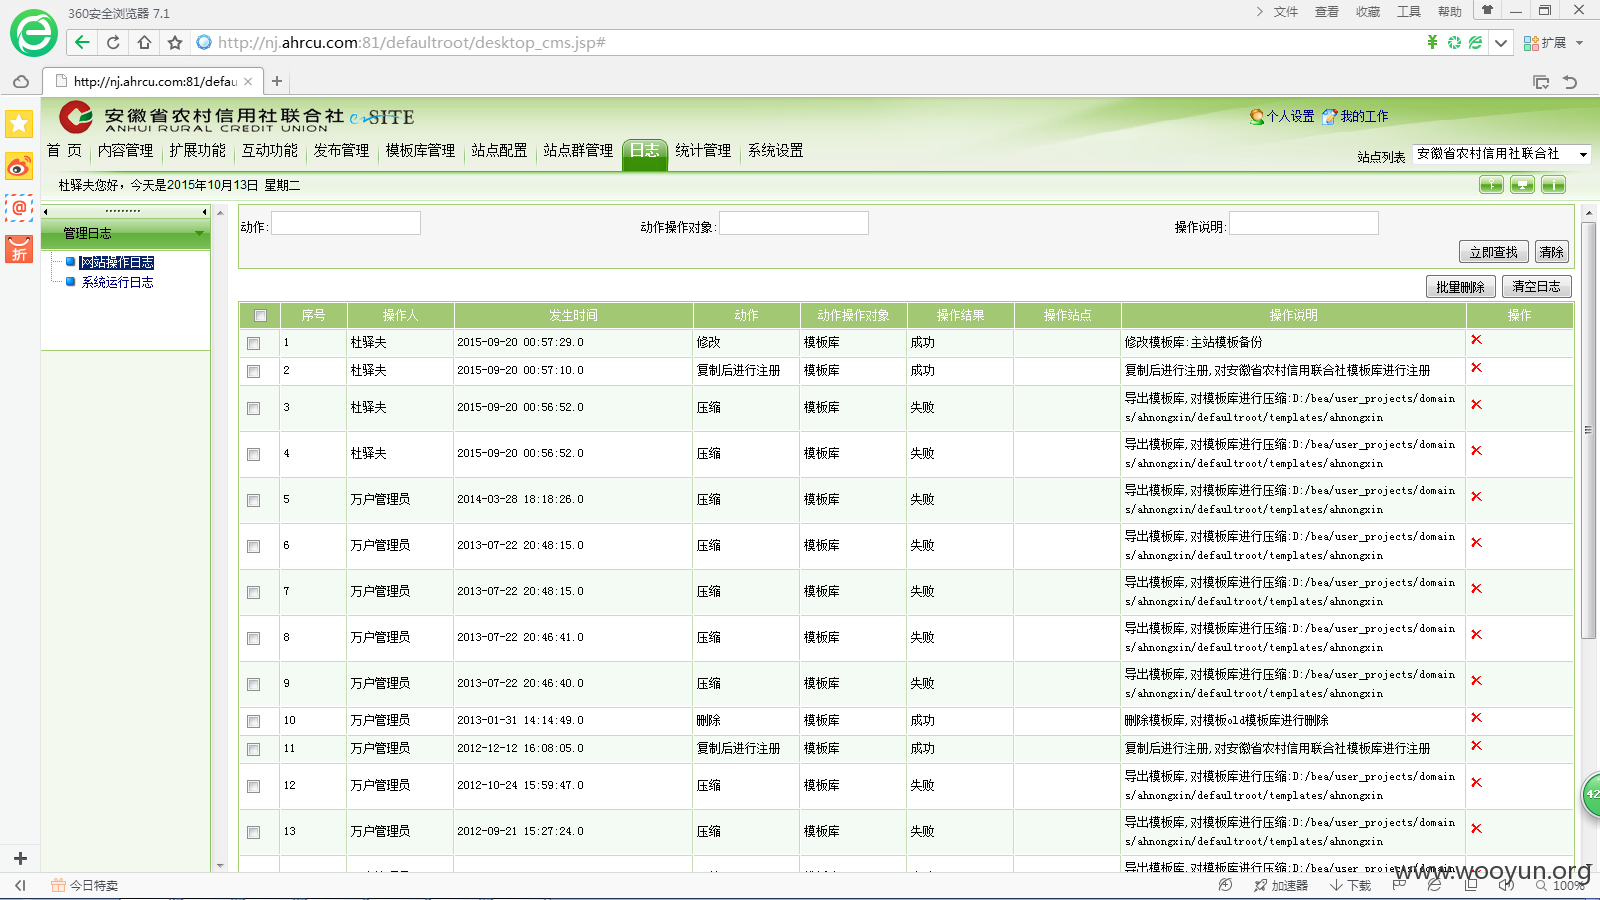 360安全浏览器 7.1
文件 查看 收藏 工具 帮助
http://nj.ahrcu.com:81/defaultroot/desktop_cms.jsp#
扩展
http://nj.ahrcu.com:81/defau
安徽省农村信用社联合社 e-SITE
ANHUI RURAL CREDIT UNION
个人设置 我的工作
首 页 内容管理 扩展功能 互动功能 发布管理 模板库管理 站点配置 站点群管理 日志 统计管理 系统设置
站点列表 安徽省农村信用社联合社
杜驿夫您好，今天是2015年10月13日 星期二
管理日志
网站操作日志
系统运行日志
动作: 动作操作对象: 操作说明:
立即查找 清除
批量删除 清空日志
序号 操作人 发生时间 动作 动作操作对象 操作结果 操作站点 操作说明 操作
1 杜驿夫 2015-09-20 00:57:29.0 修改 模板库 成功 修改模板库:主站模板备份
2 杜驿夫 2015-09-20 00:57:10.0 复制后进行注册 模板库 成功 复制后进行注册,对安徽省农村信用联合社模板库进行注册
3 杜驿夫 2015-09-20 00:56:52.0 压缩 模板库 失败 导出模板库,对模板库进行压缩:D:/bea/user_projects/domain
s/ahnongxin/defaultroot/templates/ahnongxin
4 杜驿夫 2015-09-20 00:56:52.0 压缩 模板库 失败 导出模板库,对模板库进行压缩:D:/bea/user_projects/domain
s/ahnongxin/defaultroot/templates/ahnongxin
5 万户管理员 2014-03-28 18:18:26.0 压缩 模板库 失败 导出模板库,对模板库进行压缩:D:/bea/user_projects/domain
s/ahnongxin/defaultroot/templates/ahnongxin
6 万户管理员 2013-07-22 20:48:15.0 压缩 模板库 失败 导出模板库,对模板库进行压缩:D:/bea/user_projects/domain
s/ahnongxin/defaultroot/templates/ahnongxin
7 万户管理员 2013-07-22 20:48:15.0 压缩 模板库 失败 导出模板库,对模板库进行压缩:D:/bea/user_projects/domain
s/ahnongxin/defaultroot/templates/ahnongxin
8 万户管理员 2013-07-22 20:46:41.0 压缩 模板库 失败 导出模板库,对模板库进行压缩:D:/bea/user_projects/domain
s/ahnongxin/defaultroot/templates/ahnongxin
9 万户管理员 2013-07-22 20:46:40.0 压缩 模板库 失败 导出模板库,对模板库进行压缩:D:/bea/user_projects/domain
s/ahnongxin/defaultroot/templates/ahnongxin
10 万户管理员 2013-01-31 14:14:49.0 删除 模板库 成功 删除模板库,对模板old模板库进行删除
11 万户管理员 2012-12-12 16:08:05.0 复制后进行注册 模板库 成功 复制后进行注册,对安徽省农村信用联合社模板库进行注册
12 万户管理员 2012-10-24 15:59:47.0 压缩 模板库 失败 导出模板库,对模板库进行压缩:D:/bea/user_projects/domain
s/ahnongxin/defaultroot/templates/ahnongxin
13 万户管理员 2012-09-21 15:27:24.0 压缩 模板库 失败 导出模板库,对模板库进行压缩:D:/bea/user_projects/domain
s/ahnongxin/defaultroot/templates/ahnongxin
导出模板库,对模板库进行压缩:D:/bea/user_projects/domain
42
www.wooyun.org
今日特卖 加速器 下载 100%